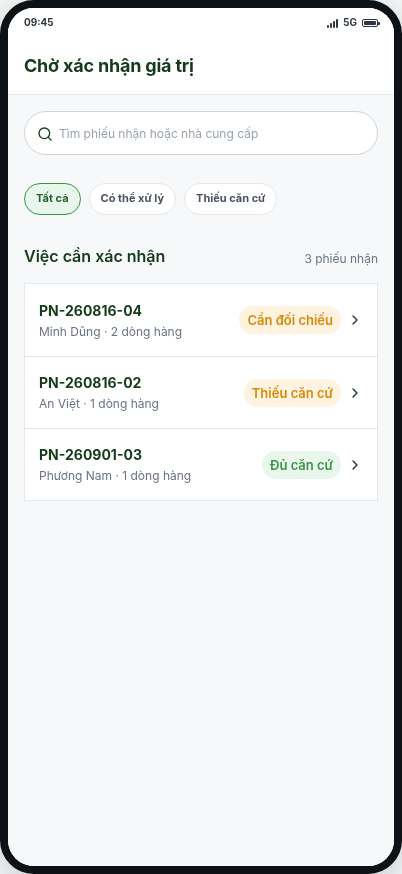 09:45 5G
Chờ xác nhận giá trị
Tìm phiếu nhận hoặc nhà cung cấp
Tất cả Có thể xử lý Thiếu căn cứ
Việc cần xác nhận 3 phiếu nhận
PN-260816-04
Minh Dũng · 2 dòng hàng
Cần đối chiếu
PN-260816-02
An Việt · 1 dòng hàng
Thiếu căn cứ
PN-260901-03
Phương Nam · 1 dòng hàng
Đủ căn cứ